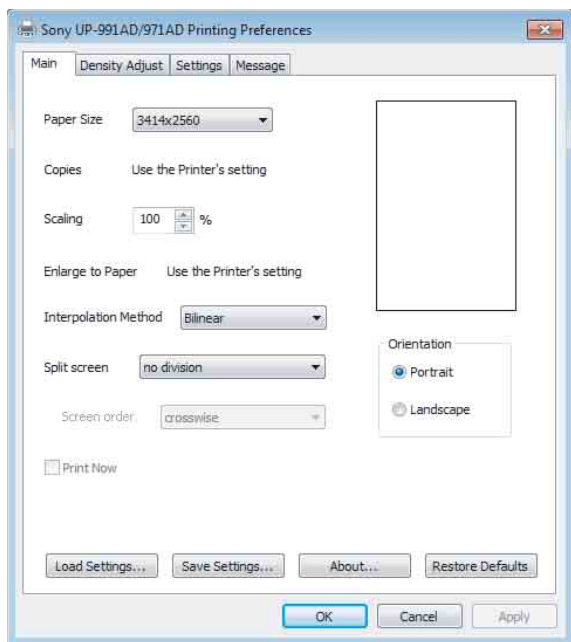 Sony UP-991AD/971AD Printing Preferences
Main Density Adjust Settings Message
Paper Size 3414x2560
Copies Use the Printer's setting
Scaling 100 %
Enlarge to Paper Use the Printer's setting
Interpolation Method Bilinear
Orientation
Split screen no division
Portrait
Screen order crosswise
Landscape
Print Now
Load Settings... Save Settings... About... Restore Defaults
OK Cancel Apply